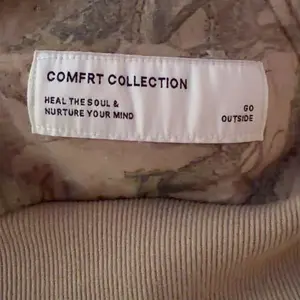 COMFRT COLLECTION
HEAL THE SOUL &
NURTURE YOUR MIND
GO
OUTSIDE